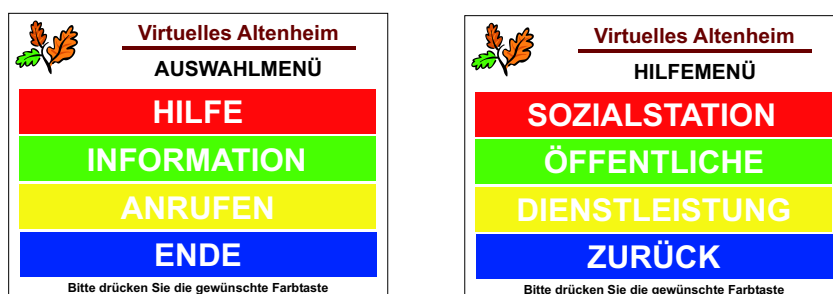 Virtuelles Altenheim
AUSWAHLMENÜ
HILFE
INFORMATION
ANRUFEN
ENDE
Bitte drücken Sie die gewünschte Farbtaste
Virtuelles Altenheim
HILFEMENÜ
SOZIALSTATION
ÖFFENTLICHE
DIENSTLEISTUNG
ZURÜCK
Bitte drücken Sie die gewünschte Farbtaste